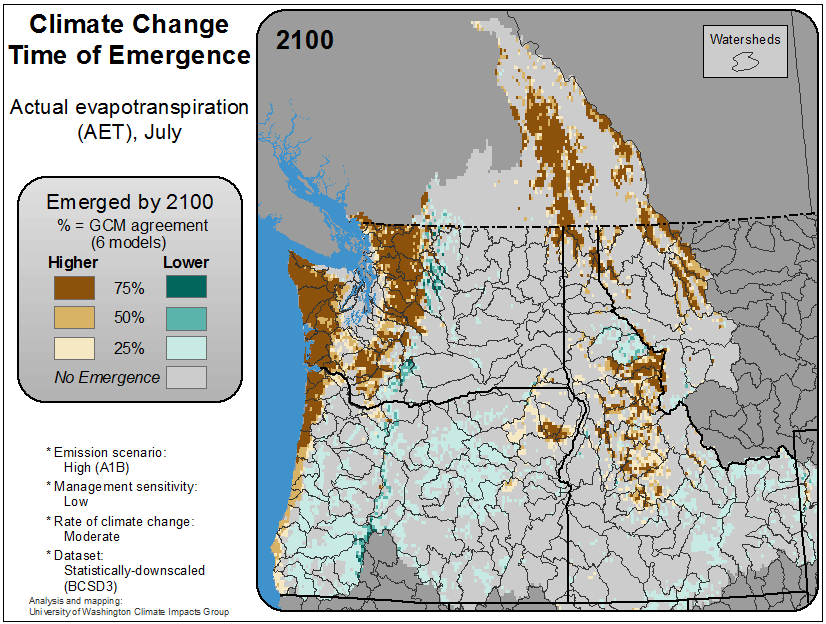 Climate Change
Time of Emergence
Actual evapotranspiration
(AET), July
Emerged by 2100
% = GCM agreement
(6 models)
Higher
Lower
75%
50%
25%
No Emergence
* Emission scenario:
High (A1B)
* Management sensitivity:
Low
* Rate of climate change:
Moderate
* Dataset:
Statistically-downscaled
(BCSD3)
Analysis and mapping:
University of Washington Climate Impacts Group
2100
Watersheds